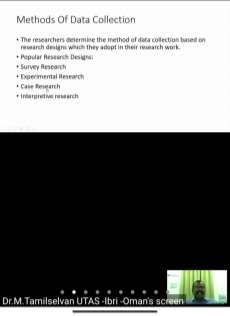 Methods Of Data Collection
• The researchers determine the method of data collection based on
research designs which they adopt in their research work.
• Popular Research Designs:
• Survey Research
• Experimental Research
• Case Research
• Interpretive research
Dr.M.Tamilselvan UTAS -Ibri -Oman's screen